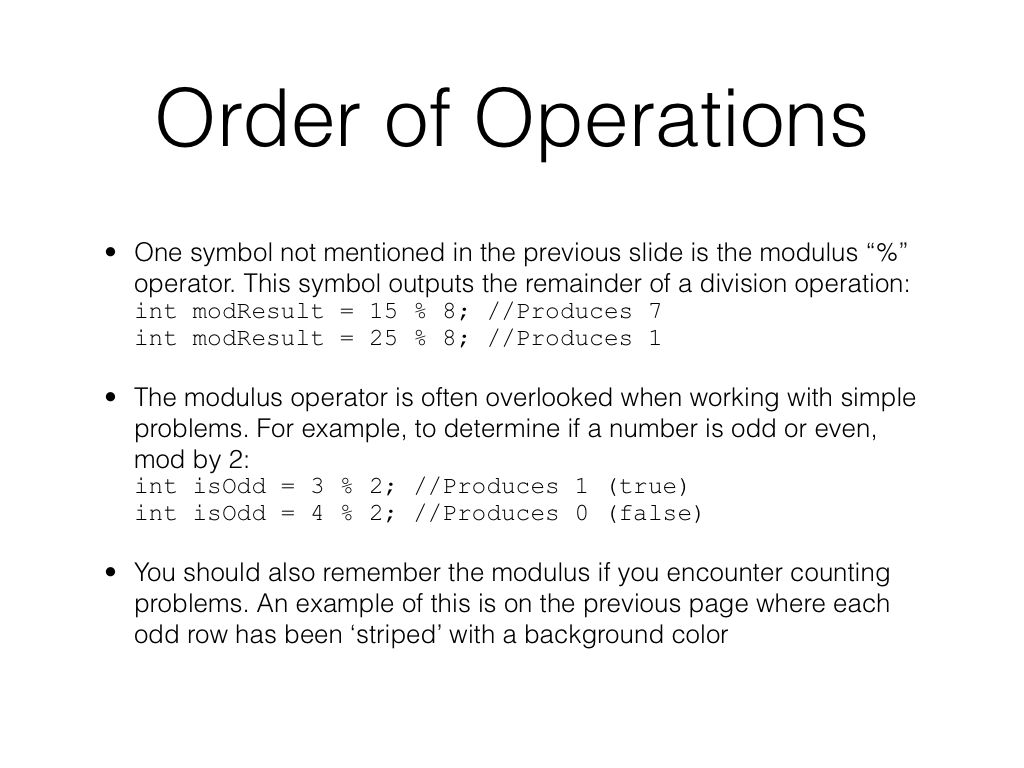 Order of Operations
• One symbol not mentioned in the previous slide is the modulus “%”
operator. This symbol outputs the remainder of a division operation:
int modResult = 15 % 8; //Produces 7
int modResult = 25 % 8; //Produces 1
• The modulus operator is often overlooked when working with simple
problems. For example, to determine if a number is odd or even,
mod by 2:
int isOdd = 3 % 2; //Produces 1 (true)
int isOdd = 4 % 2; //Produces 0 (false)
• You should also remember the modulus if you encounter counting
problems. An example of this is on the previous page where each
odd row has been ‘striped’ with a background color